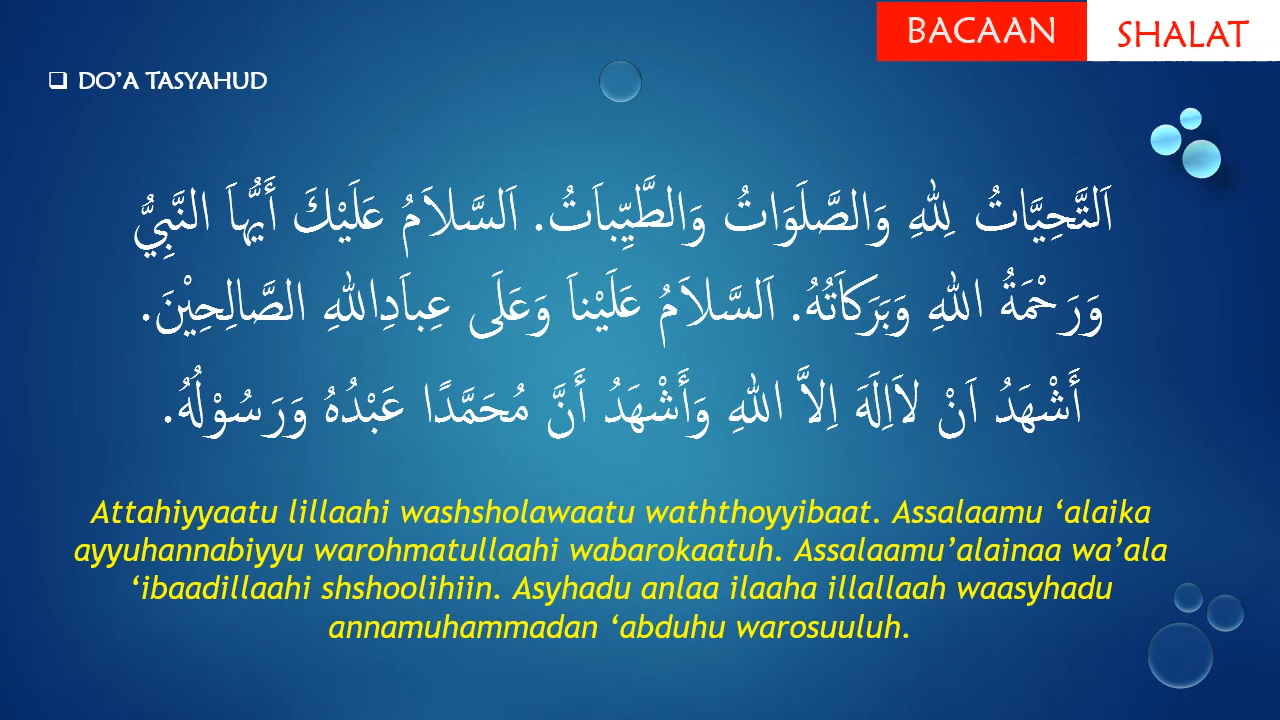 BACAAN SHALAT
❑ DO’A TASYAHUD
اَلتَّحِيَّاتُ لِلّٰهِ وَالصَّلَوَاتُ وَالطَّيِّبَاتُ. اَلسَّلاَمُ عَلَيْكَ أَيُّهاَ النَّبِيُّ
وَرَحْمَةُ اللهِ وَبَرَكاَتُهُ. اَلسَّلاَمُ عَلَيْناَ وَعَلَى عِباَدِاللهِ الصَّالِحِيْنَ.
أَشْهَدُ اَنْ لاَاِلَهَ اِلاَّ اللهِ وَأَشْهَدُ أَنَّ مُحَمَّدًا عَبْدُهُ وَرَسُوْلُهُ.
Attahiyyaatu lillaahi washsholawaatu waththoyyibaat. Assalaamu ‘alaika
ayyuhannabiyyu warohmatullaahi wabarokaatuh. Assalaamu’alainaa wa’ala
‘ibaadillaahi shshoolihiin. Asyhadu anlaa ilaaha illallaah waasyhadu
annamuhammadan ‘abduhu warosuuluh.